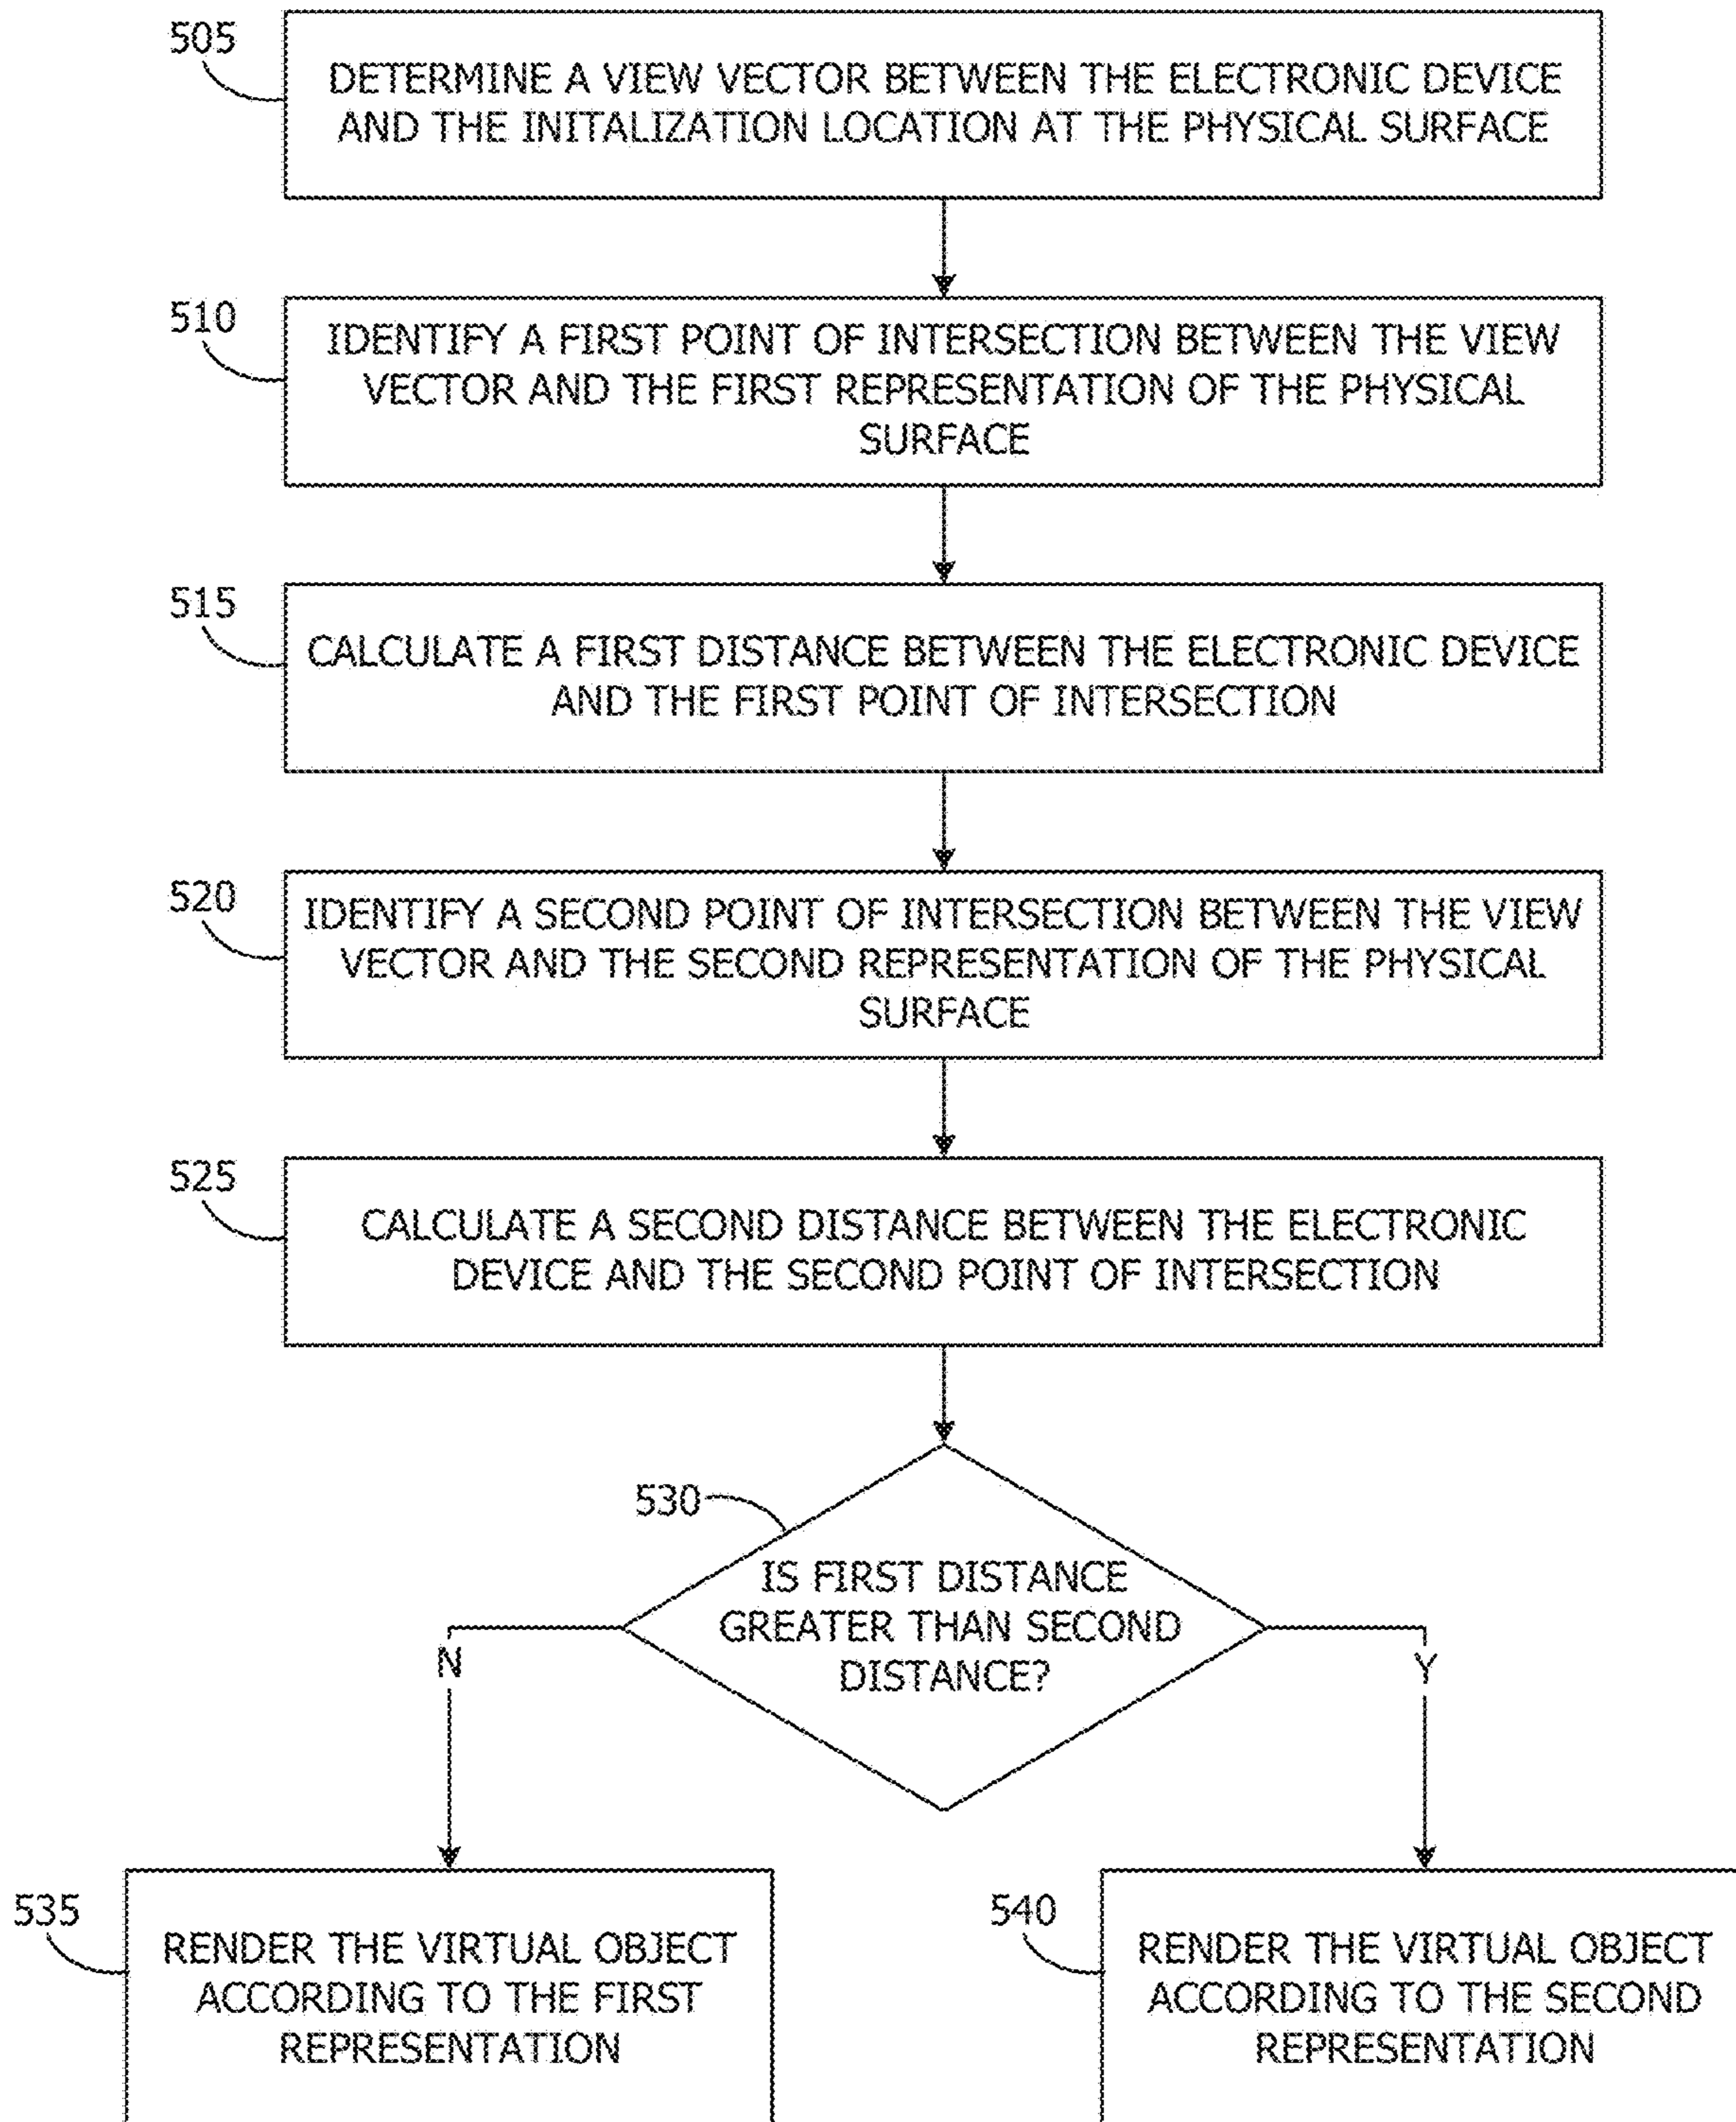 505
DETERMINE A VIEW VECTOR BETWEEN THE ELECTRONIC DEVICE
AND THE INITALIZATION LOCATION AT THE PHYSICAL SURFACE
510
IDENTIFY A FIRST POINT OF INTERSECTION BETWEEN THE VIEW
VECTOR AND THE FIRST REPRESENTATION OF THE PHYSICAL
SURFACE
515
CALCULATE A FIRST DISTANCE BETWEEN THE ELECTRONIC DEVICE
AND THE FIRST POINT OF INTERSECTION
520
IDENTIFY A SECOND POINT OF INTERSECTION BETWEEN THE VIEW
VECTOR AND THE SECOND REPRESENTATION OF THE PHYSICAL
SURFACE
525
CALCULATE A SECOND DISTANCE BETWEEN THE ELECTRONIC
DEVICE AND THE SECOND POINT OF INTERSECTION
530
IS FIRST DISTANCE
GREATER THAN SECOND
DISTANCE?
N
Y
535
RENDER THE VIRTUAL OBJECT
ACCORDING TO THE FIRST
REPRESENTATION
540
RENDER THE VIRTUAL OBJECT
ACCORDING TO THE SECOND
REPRESENTATION